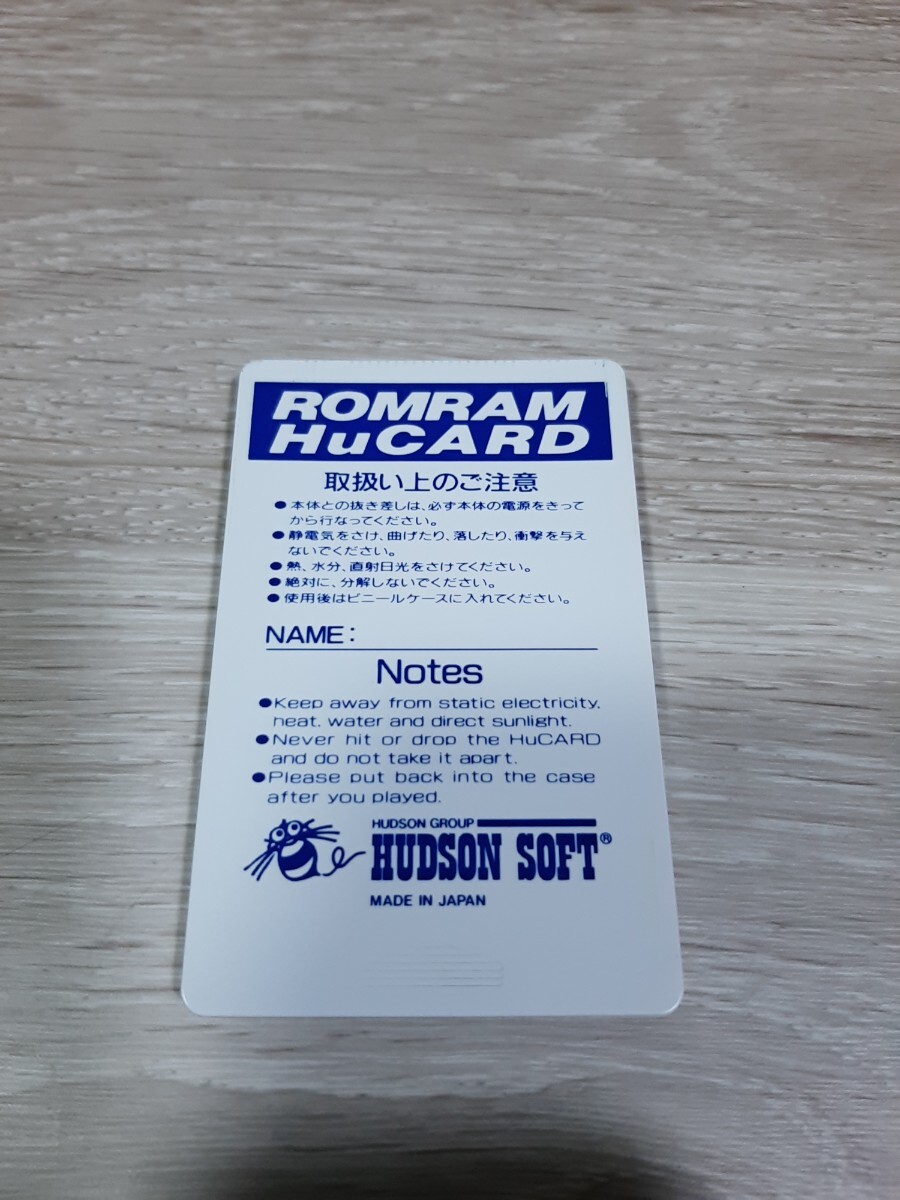 ROMRAM
HuCARD
取扱い上のご注意
●本体との抜き差しは、必ず本体の電源をきって
から行なってください。
●静電気をさけ、曲げたり、落したり、衝撃を与え
ないでください。
●熱、水分、直射日光をさけてください。
●絶対に、分解しないでください。
●使用後はビニールケースに入れてください。
NAME:
Notes
●Keep away from static electricity,
heat, water and direct sunlight.
●Never hit or drop the HuCARD
and do not take it apart.
●Please put back into the case
after you played.
HUDSON GROUP
HUDSON SOFT®
MADE IN JAPAN